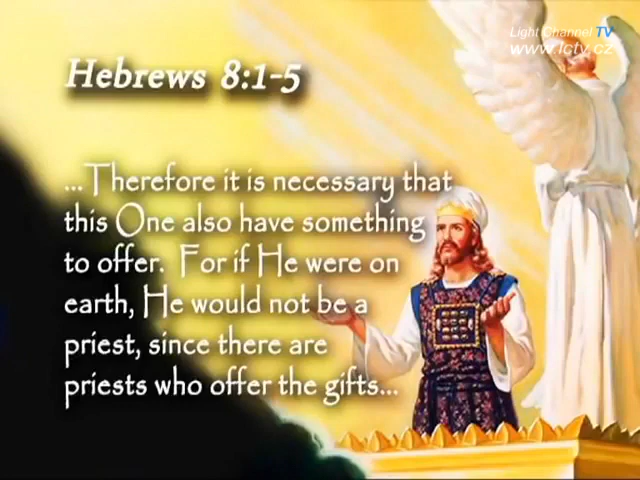 Light Channel TV
www.lctv.cz
Hebrews 8:1-5
...Therefore it is necessary that
this One also have something
to offer. For if He were on
earth, He would not be a
priest, since there are
priests who offer the gifts...